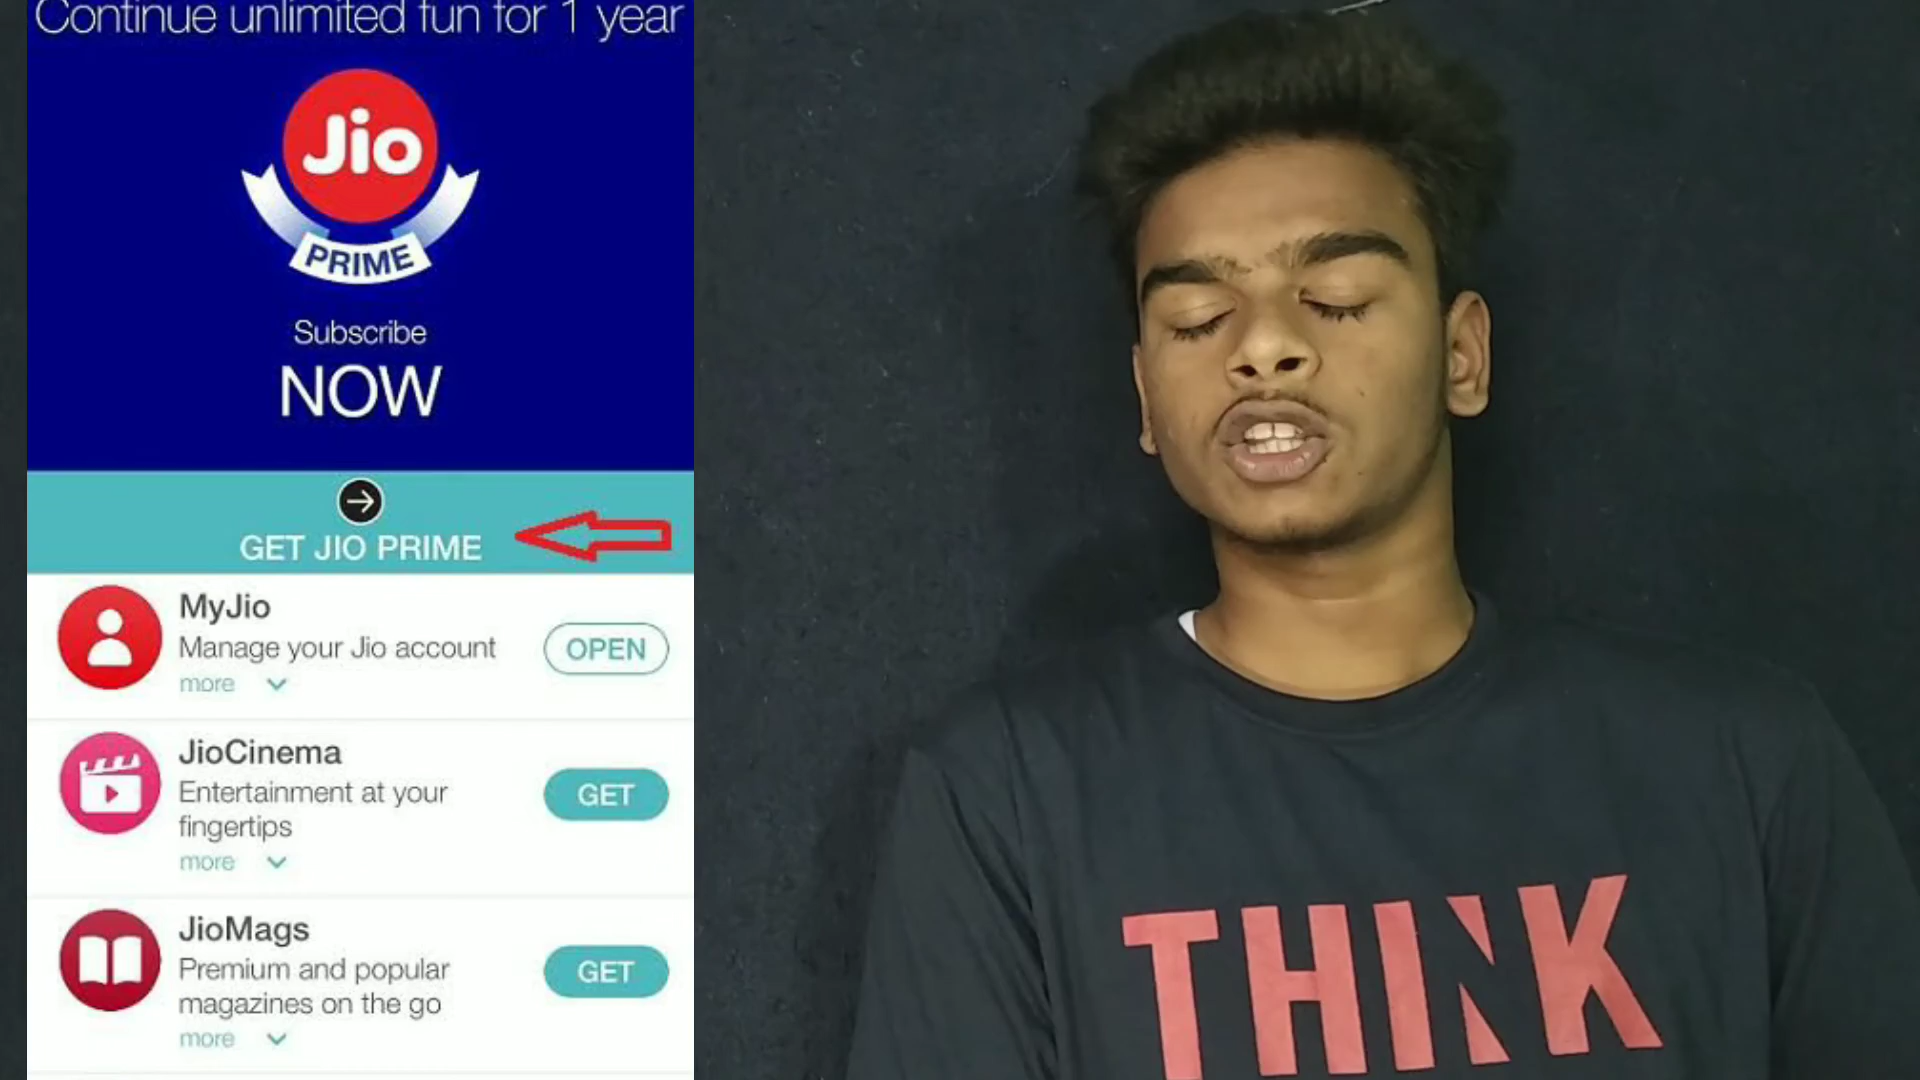 Continue unlimited fun for 1 year
Jio
PRIME
Subscribe
NOW
GET JIO PRIME
MyJio
Manage your Jio account
more
OPEN
JioCinema
Entertainment at your
fingertips
more
GET
JioMags
Premium and popular
magazines on the go
more
GET
THINK